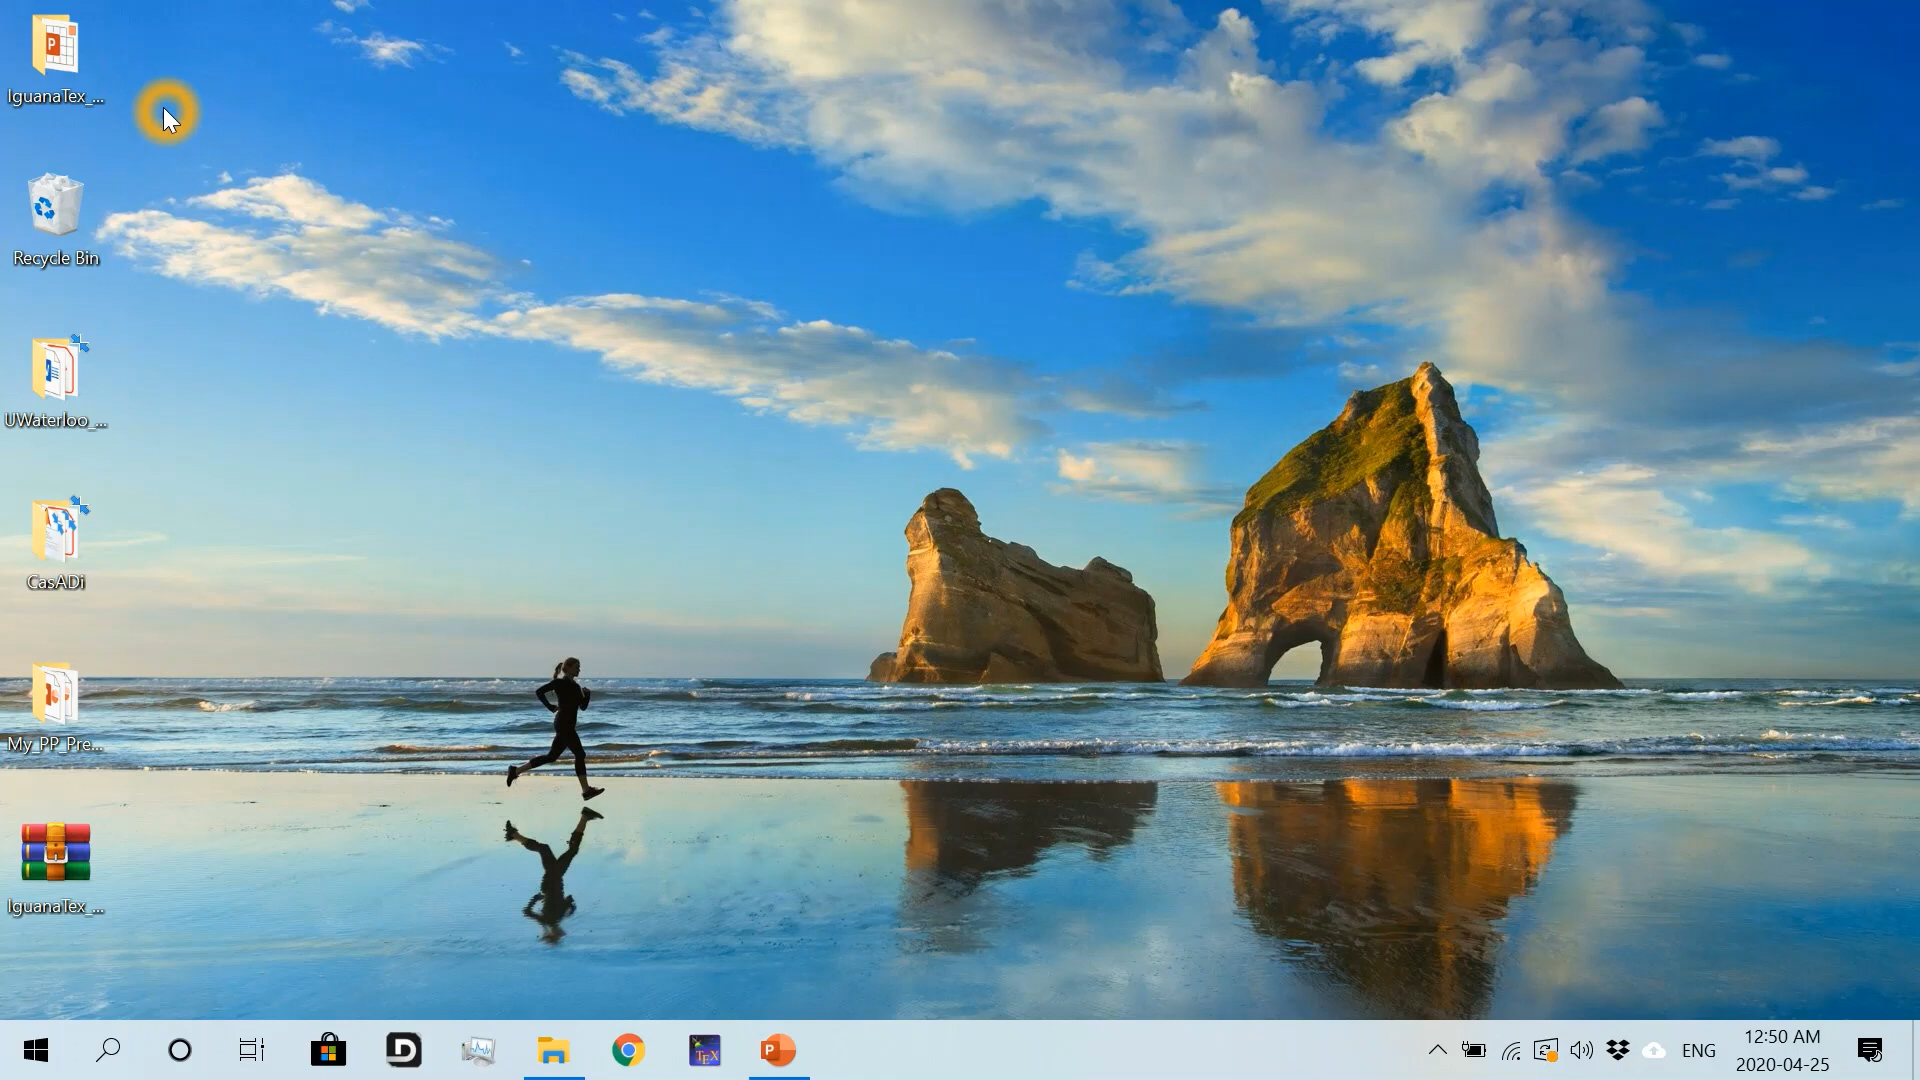 IguanaTex_...
Recycle Bin
UWaterloo_...
CasADi
My_PP_Pre...
IguanaTex_...
ENG
12:50 AM
2020-04-25